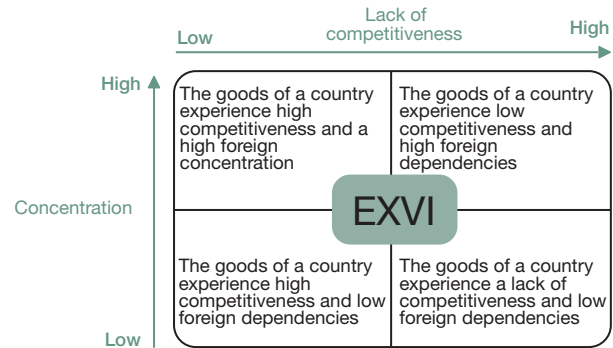 Lack of
competitiveness
Low
High
High
Concentration
Low
The goods of a country
experience high
competitiveness and a
high foreign
concentration
The goods of a country
experience low
competitiveness and
high foreign
dependencies
EXVI
The goods of a country
experience high
competitiveness and low
foreign dependencies
The goods of a country
experience a lack of
competitiveness and low
foreign dependencies